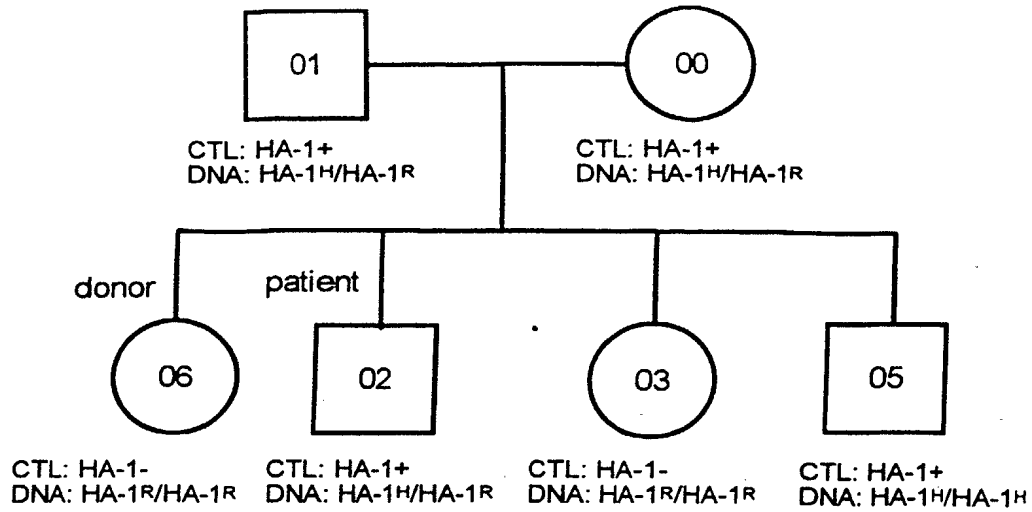 01
00
CTL: HA-1+
DNA: HA-1H/HA-1R
CTL: HA-1+
DNA: HA-1H/HA-1R
donor
patient
06
02
03
05
CTL: HA-1-
DNA: HA-1R/HA-1R
CTL: HA-1+
DNA: HA-1H/HA-1R
CTL: HA-1-
DNA: HA-1R/HA-1R
CTL: HA-1+
DNA: HA-1H/HA-1H